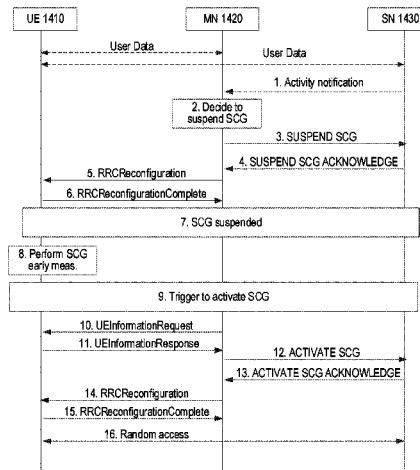 UE 1410
MN 1420
SN 1430
User Data
User Data
1. Activity notification
2. Decide to
suspend SCG
3. SUSPEND SCG
4. SUSPEND SCG ACKNOWLEDGE
5. RRCReconfiguration
6. RRCReconfigurationComplete
7. SCG suspended
8. Perform SCG
early meas.
9. Trigger to activate SCG
10. UEInformationRequest
11. UEInformationResponse
12. ACTIVATE SCG
13. ACTIVATE SCG ACKNOWLEDGE
14. RRCReconfiguration
15. RRCReconfigurationComplete
16. Random access